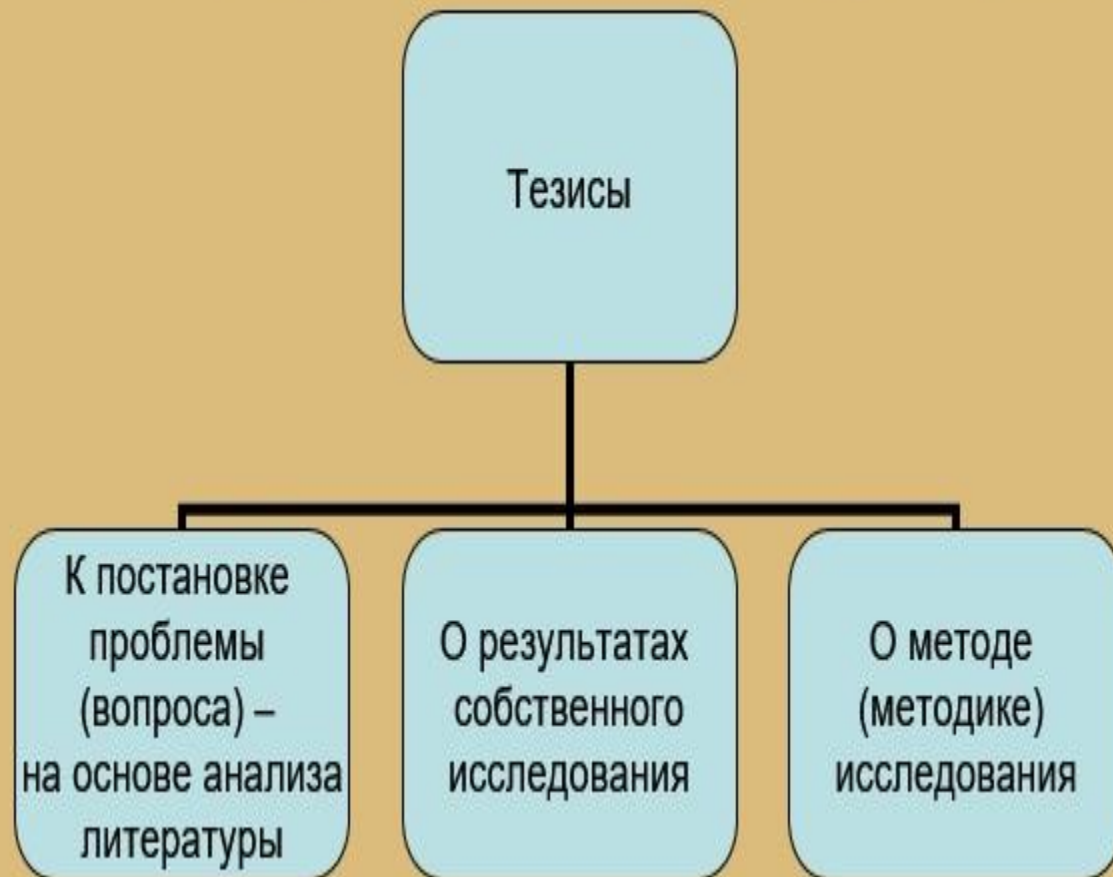 Тезисы
К постановке
проблемы
(вопроса) –
на основе анализа
литературы
О результатах
собственного
исследования
О методе
(методике)
исследования